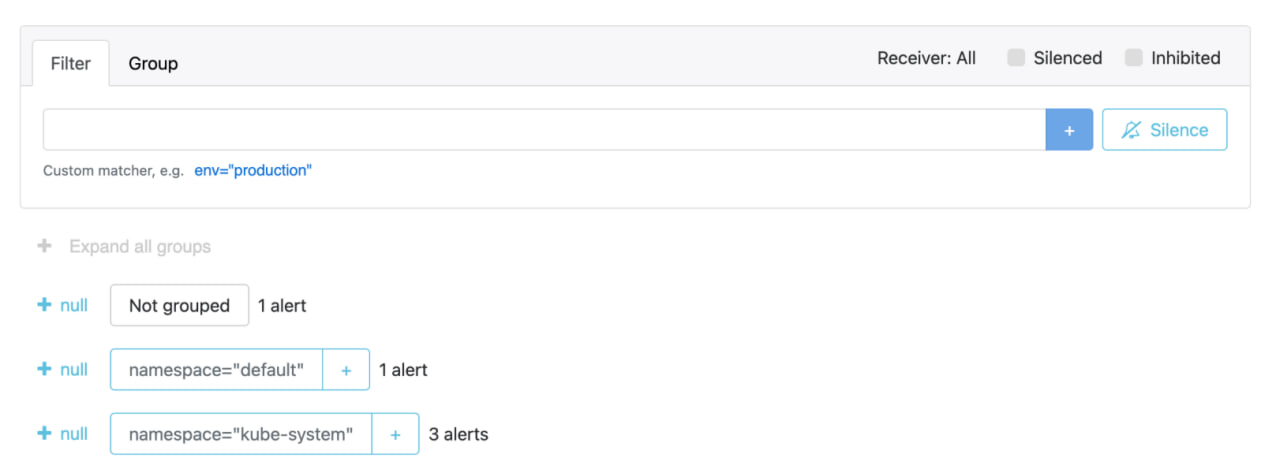 Filter Group Receiver: All Silenced Inhibited
+ Silence
Custom matcher, e.g. env="production"
+ Expand all groups
+ null Not grouped 1 alert
+ null namespace="default" + 1 alert
+ null namespace="kube-system" + 3 alerts